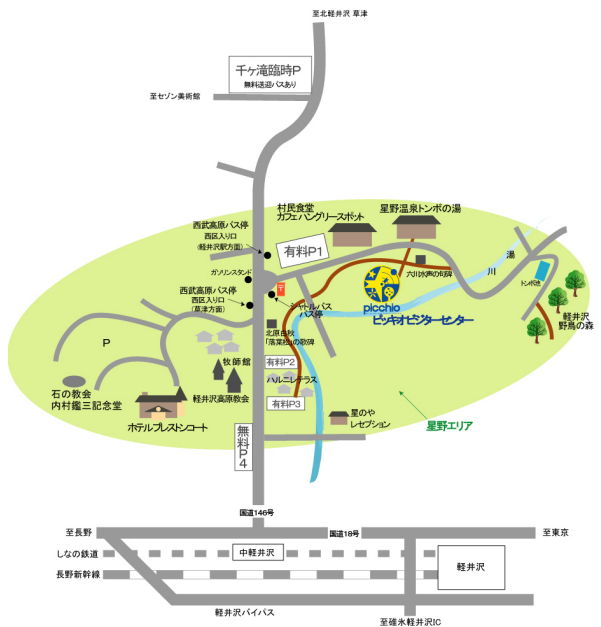 至北軽井沢 草津
千ヶ滝臨時P
無料送迎バスあり
至セゾン美術館
村民食堂
カフェハングリースポット
星野温泉トンボの湯
西武高原バス停
西区入り口
(軽井沢駅方面)
有料P1
湯
川
ガソリンスタンド
六川水声の句碑
トンボ池
西武高原バス停
西区入り口
(草津方面)
シャトルバス
バス停
picchio
ピッキオビジターセンター
軽井沢
野鳥の森
北原白秋
「落葉松」の歌碑
P
牧師館
有料P2
ハルニレテラス
石の教会
内村鑑三記念堂
軽井沢高原教会
有料P3
ホテルブレストンコート
星のや
レセプション
星野エリア
無料P4
国道146号
至長野
国道18号
至東京
しなの鉄道
中軽井沢
軽井沢
長野新幹線
軽井沢バイパス
至碓氷軽井沢IC